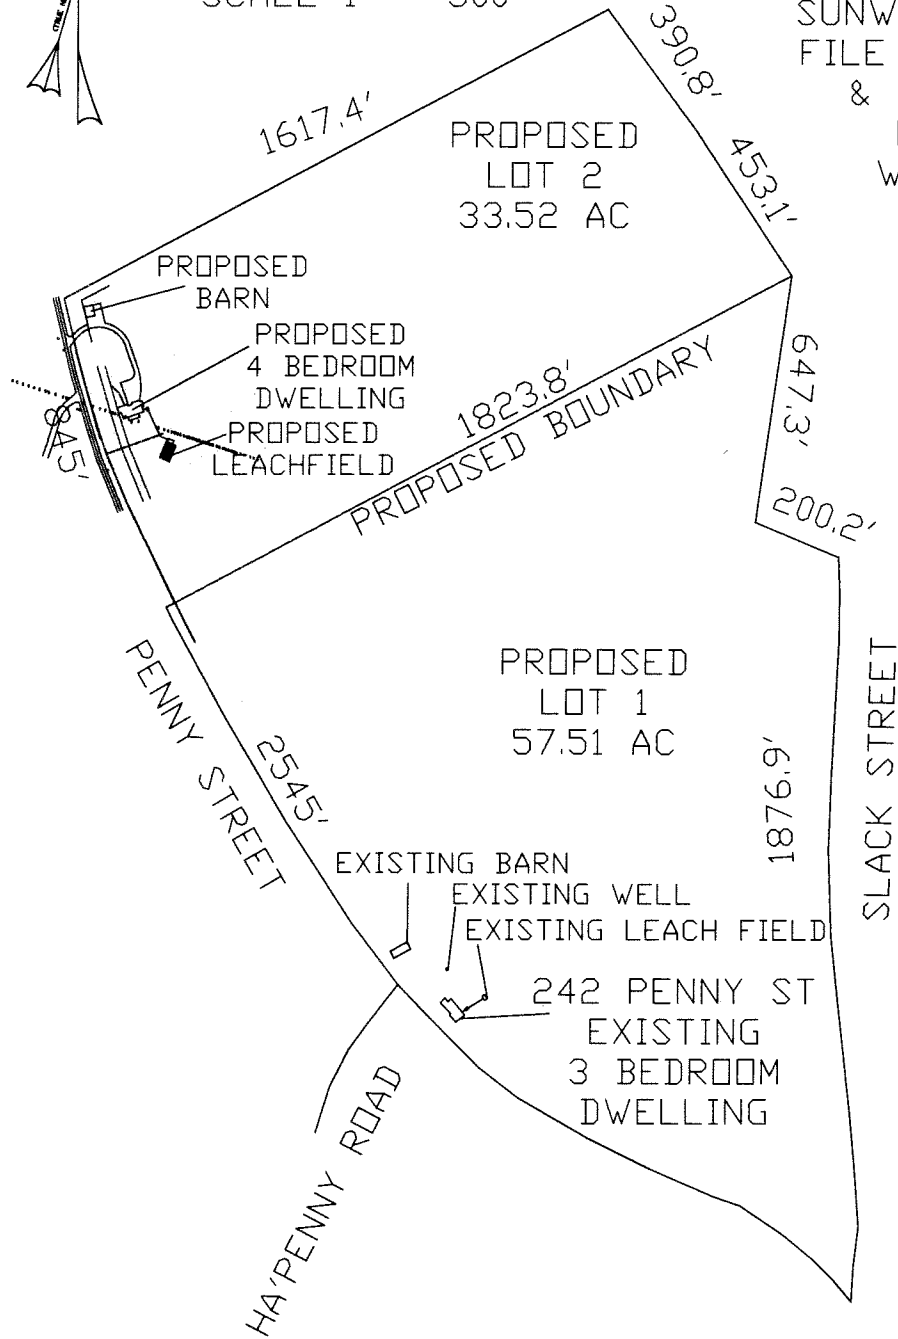 SCALE 1" = 300'
SUNW
FILE
&
W
390.8'
1617.4'
PROPOSED
LOT 2
33.52 AC
453.1'
PROPOSED
BARN
PROPOSED
4 BEDROOM
DWELLING
PROPOSED
LEACHFIELD
845'
1823.8'
PROPOSED BOUNDARY
647.3'
200.2'
PROPOSED
LOT 1
57.51 AC
PENNY STREET
2545'
1876.9'
SLACK STREET
EXISTING BARN
EXISTING WELL
EXISTING LEACH FIELD
242 PENNY ST
EXISTING
3 BEDROOM
DWELLING
HA'PENNY ROAD